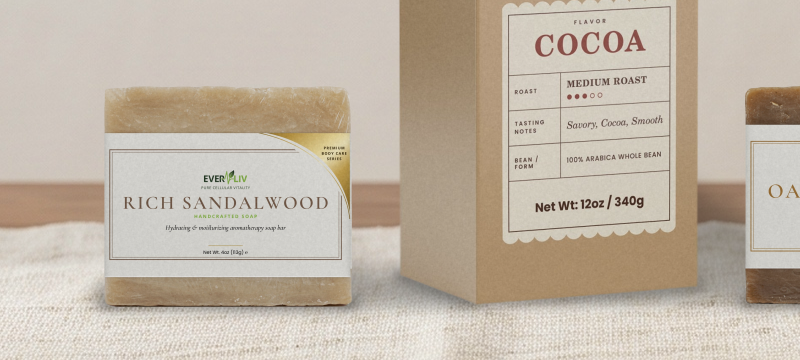 PREMIUM
BODY CARE
SERIES
EVER LIV
PURE CELLULAR VITALITY
RICH SANDALWOOD
HANDCRAFTED SOAP
Hydrating & moisturizing aromatherapy soap bar
Net Wt. 4oz (113g) e
FLAVOR
COCOA
ROAST
MEDIUM ROAST
TASTING
NOTES
Savory, Cocoa, Smooth
BEAN /
FORM
100% ARABICA WHOLE BEAN
Net Wt: 12oz / 340g
OA